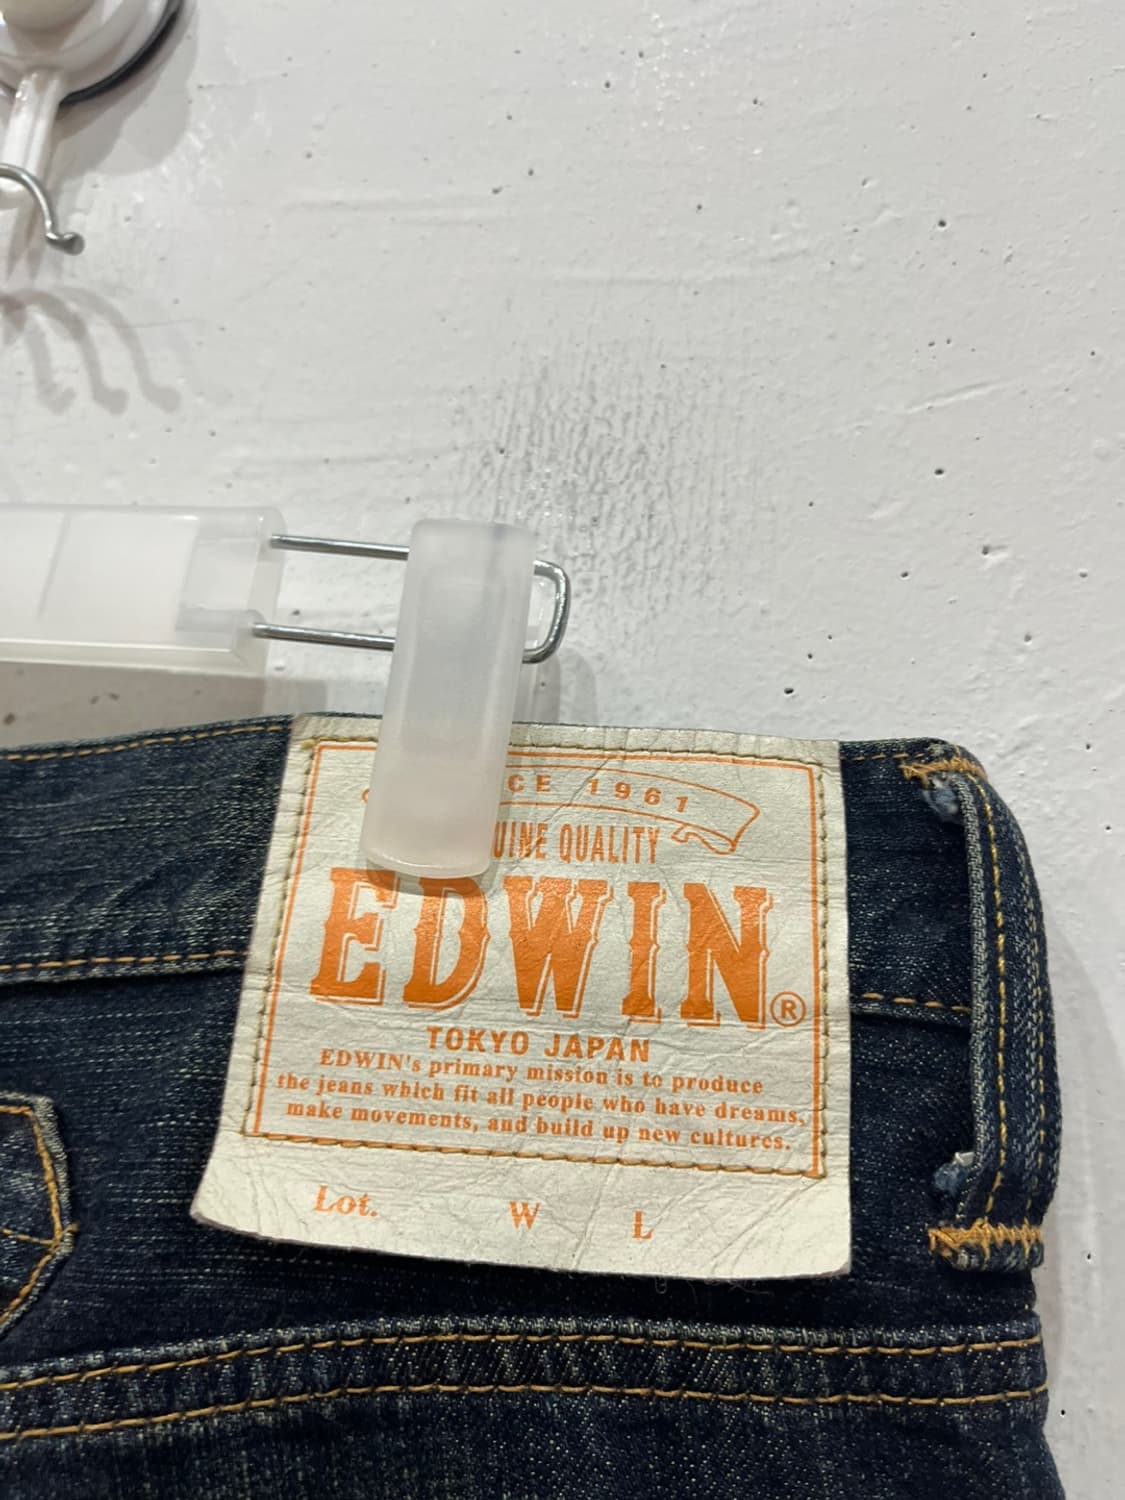 CE 1961
UINE QUALITY
EDWIN®
TOKYO JAPAN
EDWIN's primary mission is to produce
the jeans which fit all people who have dreams,
make movements, and build up new cultures.
Lot. W L